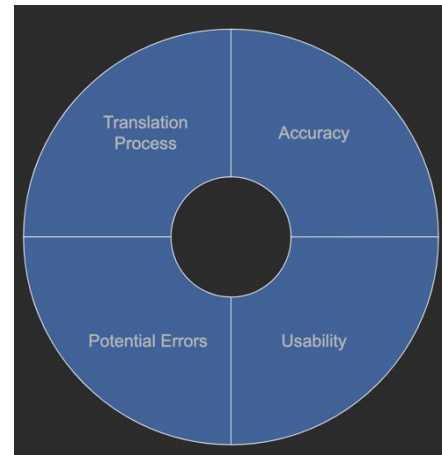 Translation
Process
Accuracy
Potential Errors
Usability